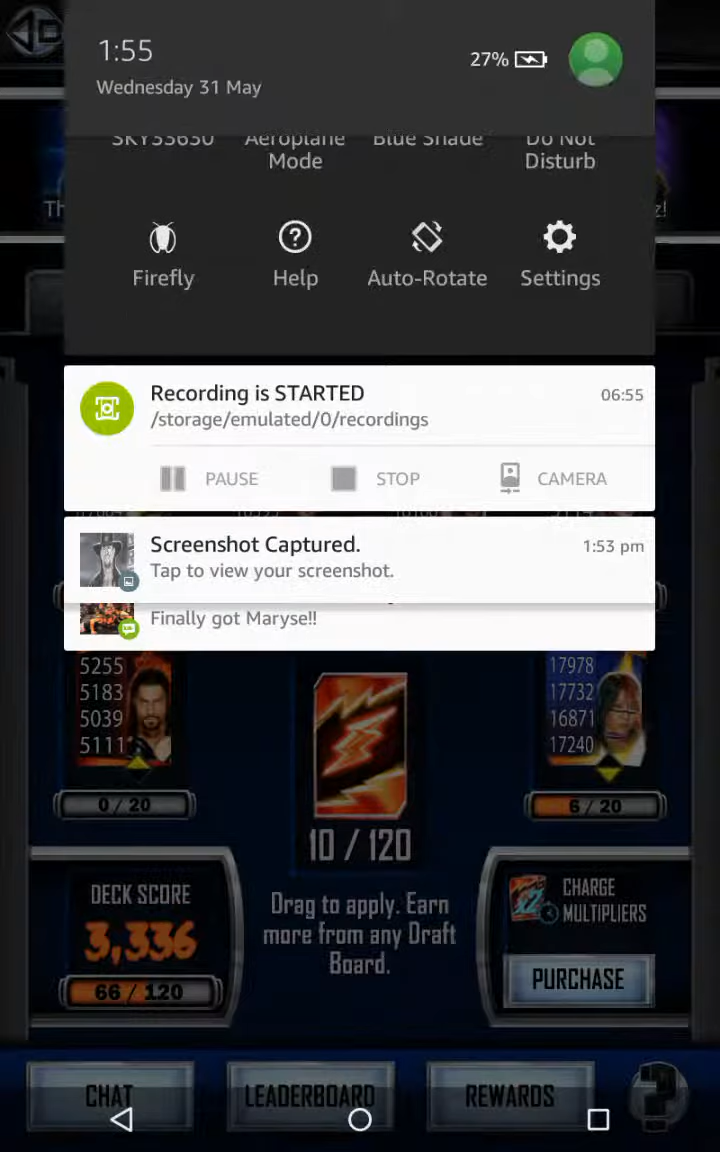 1:55
27%
Wednesday 31 May
SKY33630 Aeroplane Mode Blue Shade Do Not Disturb
Firefly Help Auto-Rotate Settings
Th
z!
Recording is STARTED 06:55
/storage/emulated/0/recordings
PAUSE STOP CAMERA
Screenshot Captured. 1:53 pm
Tap to view your screenshot.
Finally got Maryse!!
5255 17978
5183 17732
5039 16871
5111 17240
0 / 20 6 / 20
10 / 120
DECK SCORE
3,336
66 / 120
Drag to apply. Earn
more from any Draft
Board.
CHARGE
MULTIPLIERS
x2
PURCHASE
CHAT LEADERBOARD REWARDS ?